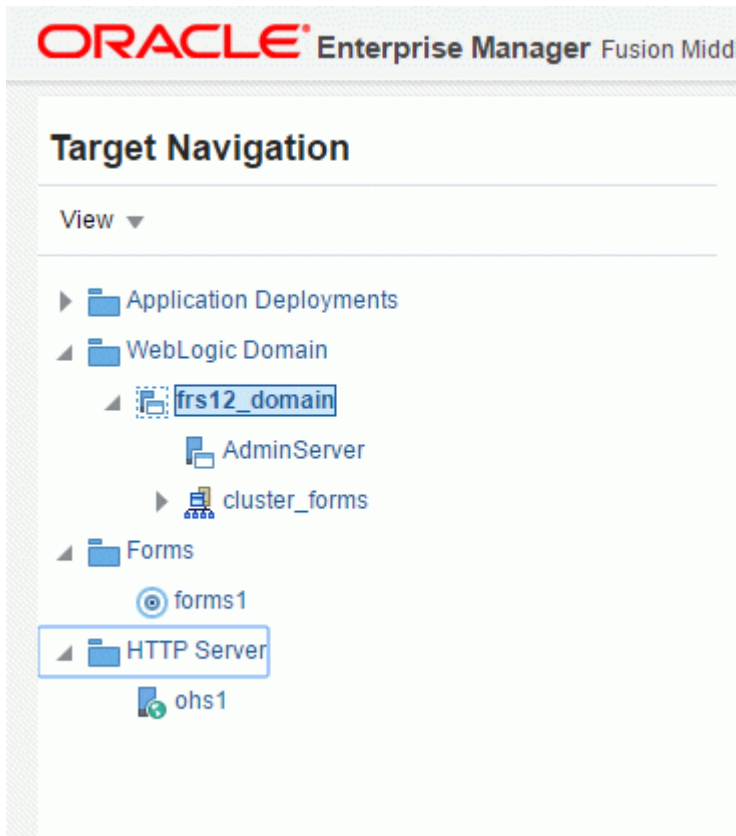 ORACLE Enterprise Manager Fusion Midd
Target Navigation
View
Application Deployments
WebLogic Domain
frs12_domain
AdminServer
cluster_forms
Forms
forms1
HTTP Server
ohs1